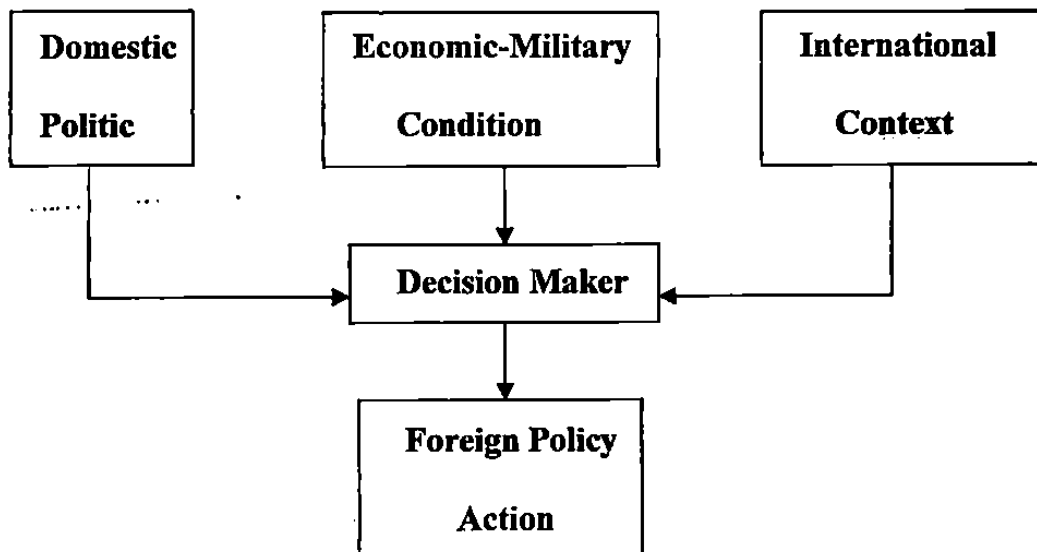 Domestic
Politic
Economic-Military
Condition
International
Context
Decision Maker
Foreign Policy
Action